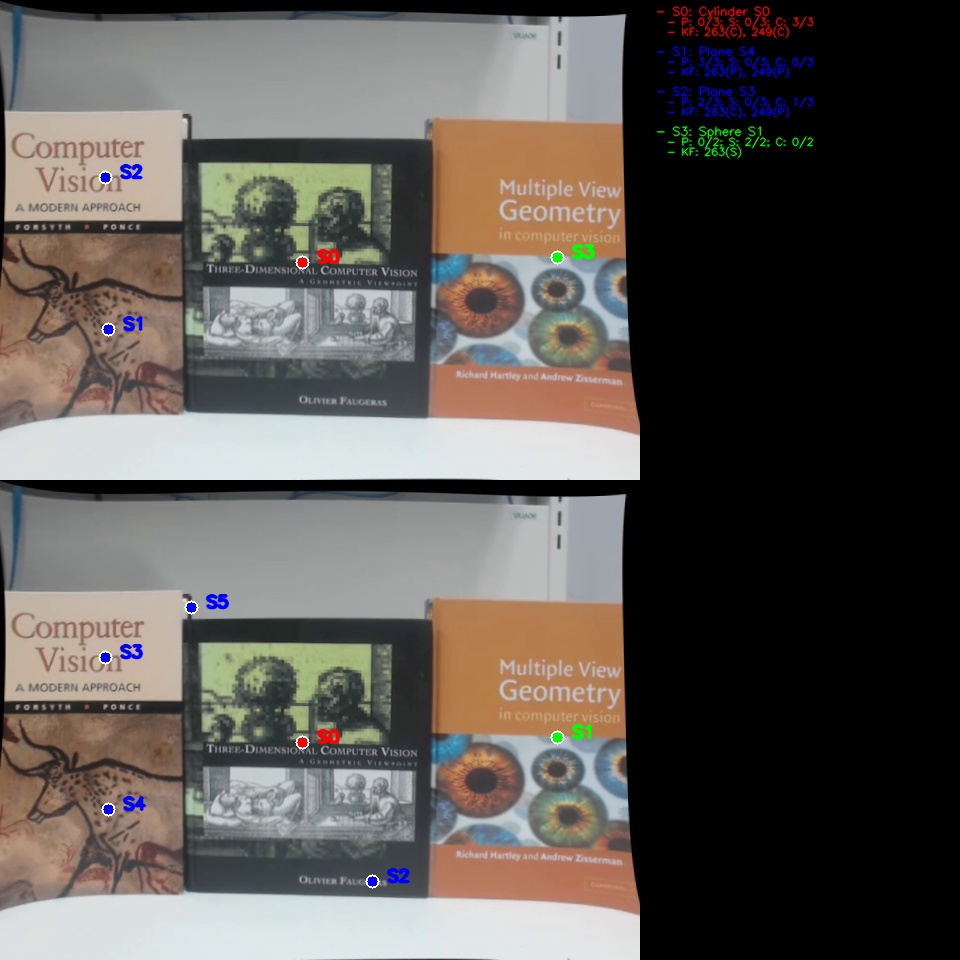 - S0: Cylinder S0
- P: 0/3; S: 0/3; C: 3/3
- KF: 263(C), 249(C)
- S1: Plane S4
- P: 3/3; S: 0/3; C: 0/3
- KF: 263(P), 249(P)
- S2: Plane S3
- P: 2/3; S: 0/3; C: 1/3
- KF: 263(C), 249(P)
- S3: Sphere S1
- P: 0/2; S: 2/2; C: 0/2
- KF: 263(S)
Computer
Vision
S2
A MODERN APPROACH
FORSYTH * PONCE
S1
S0
THREE-DIMENSIONAL COMPUTER VISION
A GEOMETRIC VIEWPOINT
OLIVIER FAUGERAS
Multiple View
Geometry
in computer vision
S3
Richard Hartley and Andrew Zisserman
S5
Computer
Vision
S3
A MODERN APPROACH
FORSYTH * PONCE
S4
S0
THREE-DIMENSIONAL COMPUTER VISION
A GEOMETRIC VIEWPOINT
OLIVIER FAUGERAS
S2
Multiple View
Geometry
in computer vision
S1
Richard Hartley and Andrew Zisserman